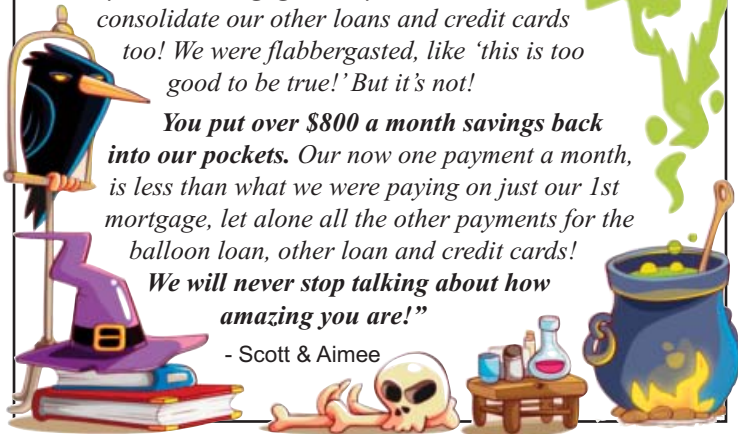 consolidate our other loans and credit cards
too! We were flabbergasted, like ‘this is too
good to be true!’ But it’s not!
You put over $800 a month savings back
into our pockets. Our now one payment a month,
is less than what we were paying on just our 1st
mortgage, let alone all the other payments for the
balloon loan, other loan and credit cards!
We will never stop talking about how
amazing you are!”
- Scott & Aimee